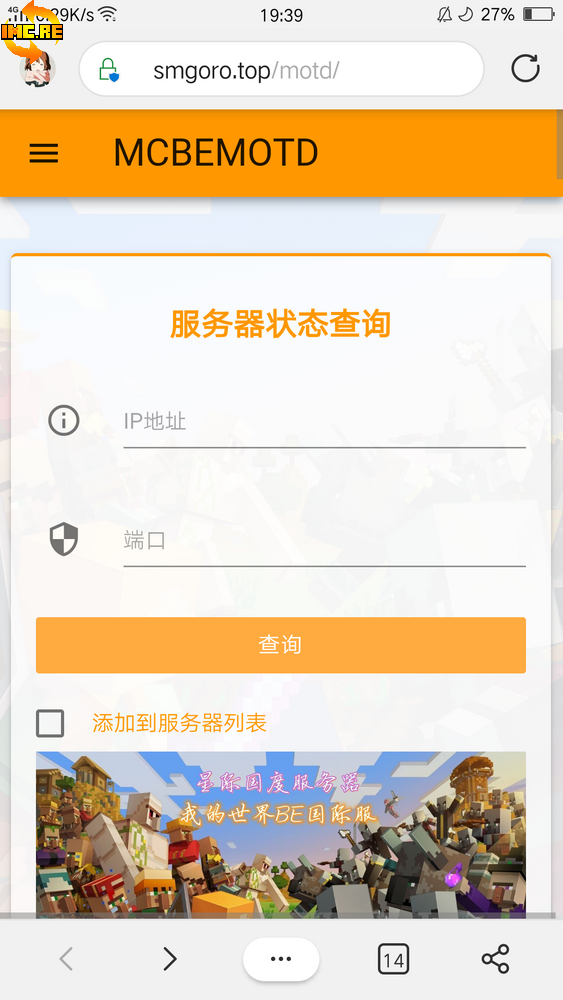 4G 0.29K/s 19:39 27%
IMC.RE
smgoro.top/motd/
MCBEMOTD
服务器状态查询
IP地址
端口
查询
添加到服务器列表
星际国度服务器
我的世界BE国际服
14